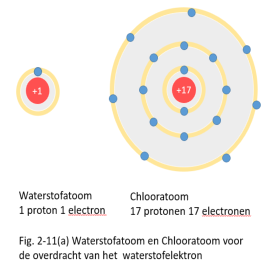 +1
+17
Waterstofatoom
1 proton 1 electron
Chlooratoom
17 protonen 17 electronen
Fig. 2-11(a) Waterstofatoom en Chlooratoom voor
de overdracht van het waterstofelektron